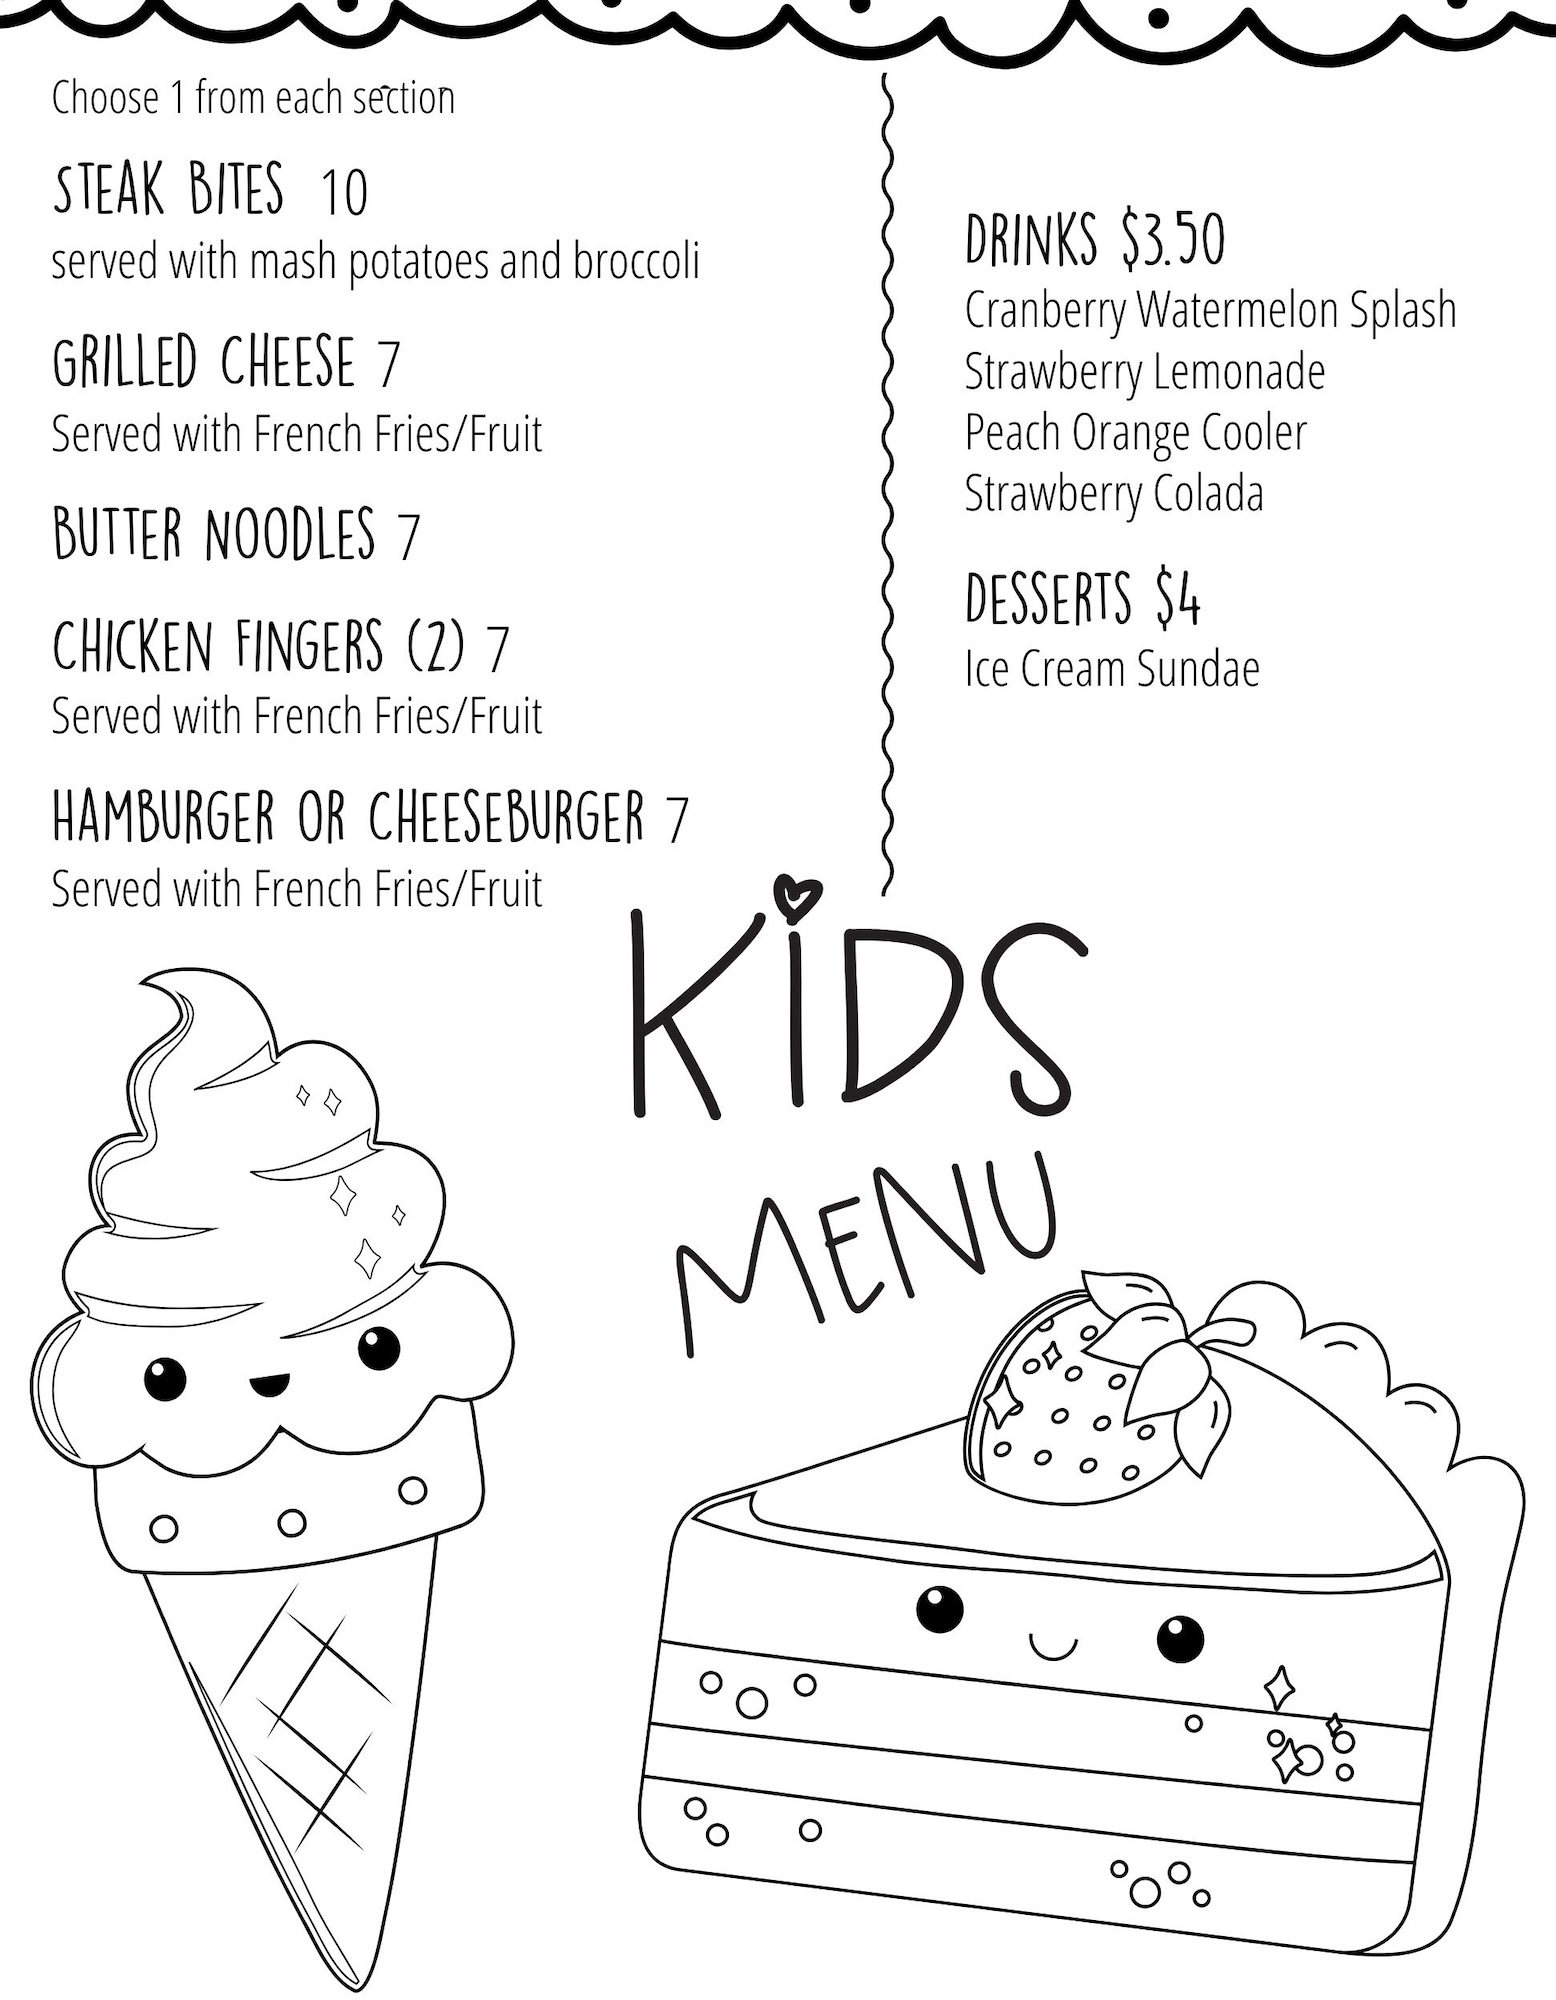 Choose 1 from each section
STEAK BITES 10
served with mash potatoes and broccoli
GRILLED CHEESE 7
Served with French Fries/Fruit
BUTTER NOODLES 7
CHICKEN FINGERS (2) 7
Served with French Fries/Fruit
HAMBURGER OR CHEESEBURGER 7
Served with French Fries/Fruit
DRINKS $3.50
Cranberry Watermelon Splash
Strawberry Lemonade
Peach Orange Cooler
Strawberry Colada
DESSERTS $4
Ice Cream Sundae
KiDS
MENU